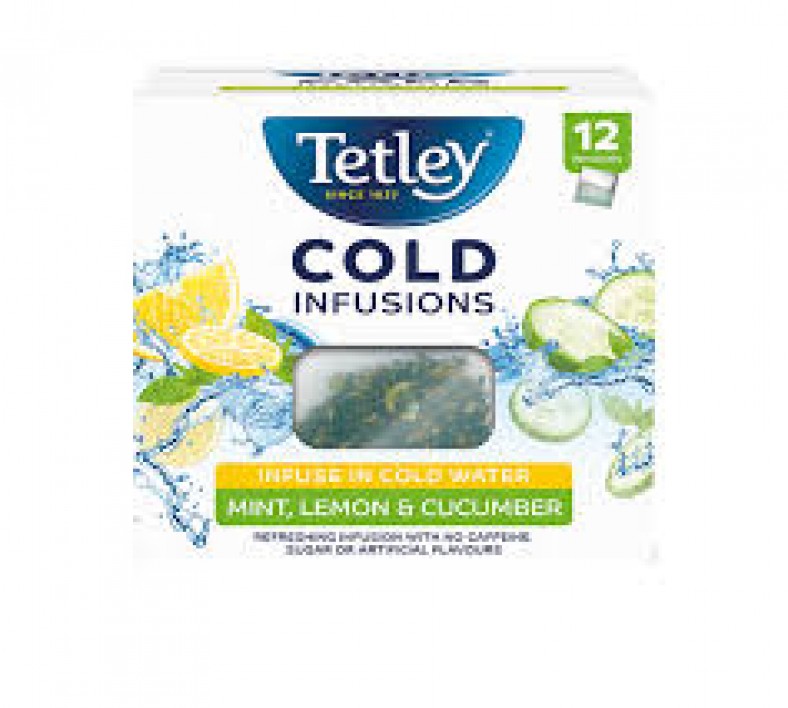 Tetley
SINCE 1837
12
INFUSIONS
COLD
INFUSIONS
INFUSE IN COLD WATER
MINT, LEMON & CUCUMBER
REFRESHING INFUSION WITH NO CAFFEINE,
SUGAR OR ARTIFICIAL FLAVOURS